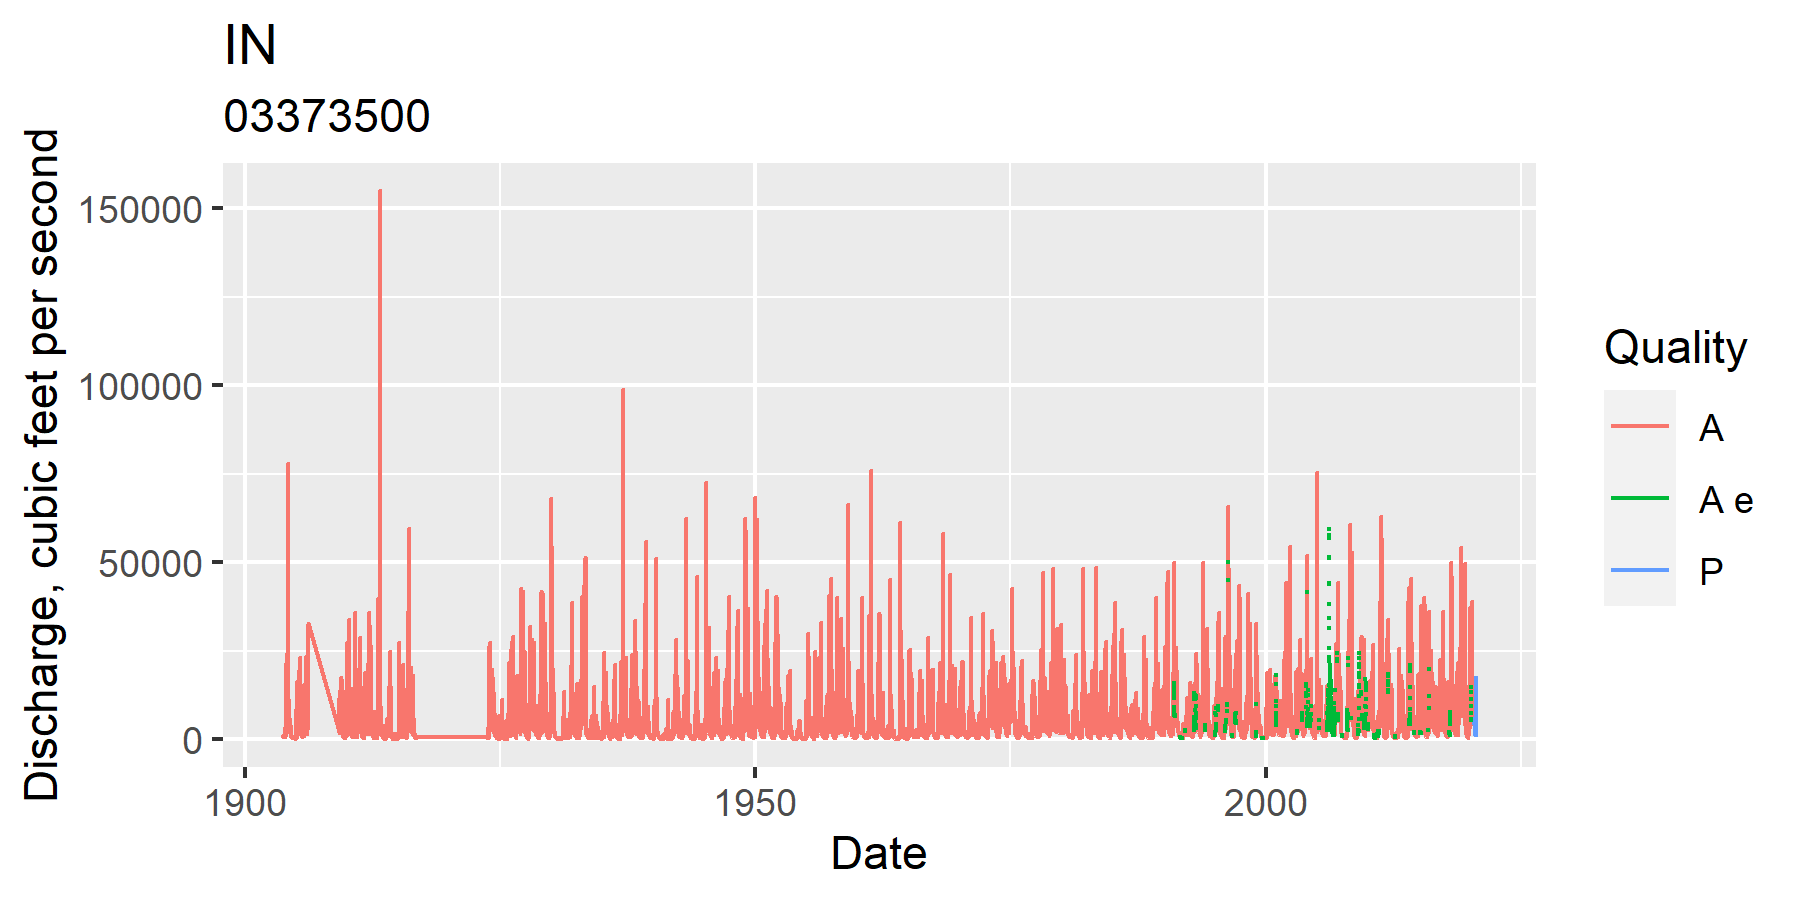 IN
03373500
Discharge, cubic feet per second
150000
100000
50000
0
1900
1950
2000
Date
Quality
A
A e
P